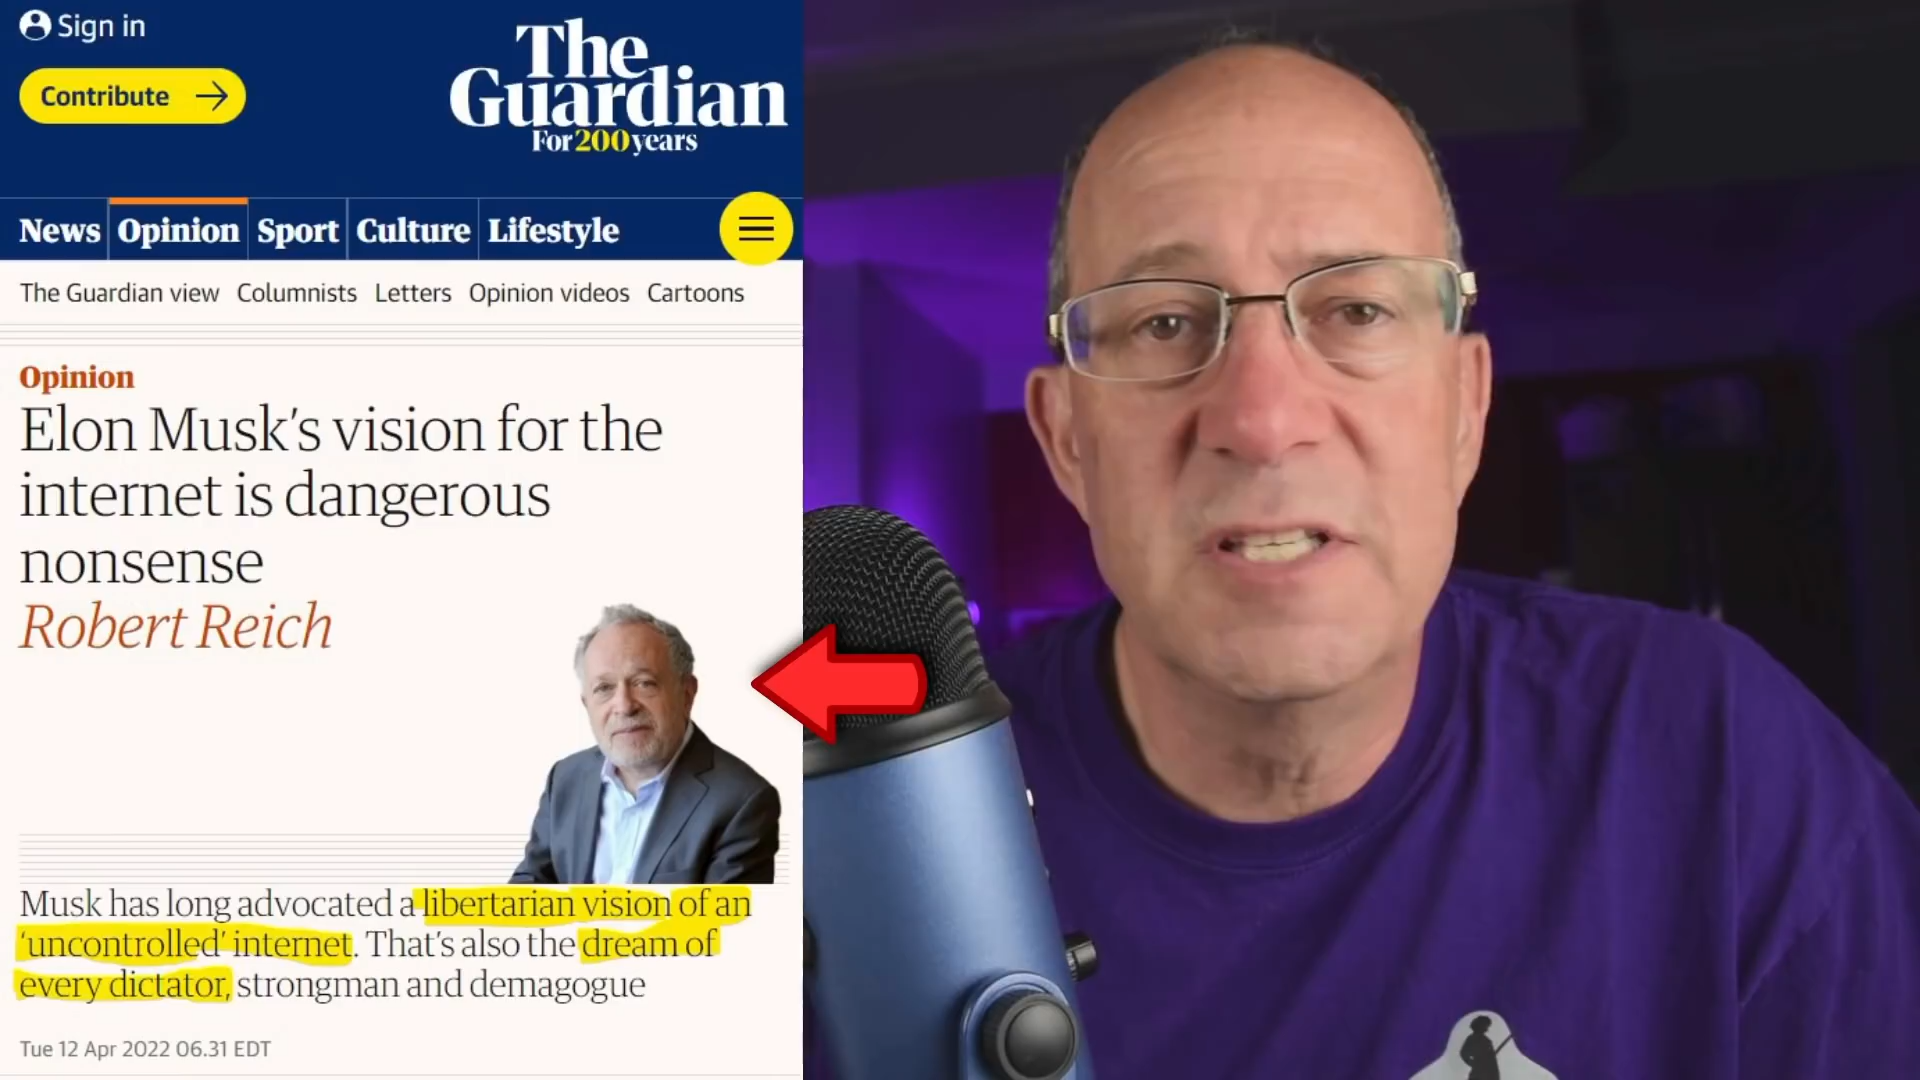 Sign in
Contribute
The
Guardian
For 200 years
News Opinion Sport Culture Lifestyle
The Guardian view Columnists Letters Opinion videos Cartoons
Opinion
Elon Musk’s vision for the
internet is dangerous
nonsense
Robert Reich
Musk has long advocated a libertarian vision of an
‘uncontrolled’ internet. That’s also the dream of
every dictator, strongman and demagogue
Tue 12 Apr 2022 06.31 EDT